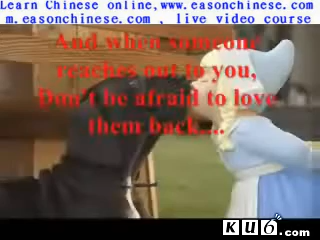 Learn Chinese online,www.easonchinese.com
m.easonchinese.com , live video course
And when someone
reaches out to you,
Don't be afraid to love
them back....
KU6.com